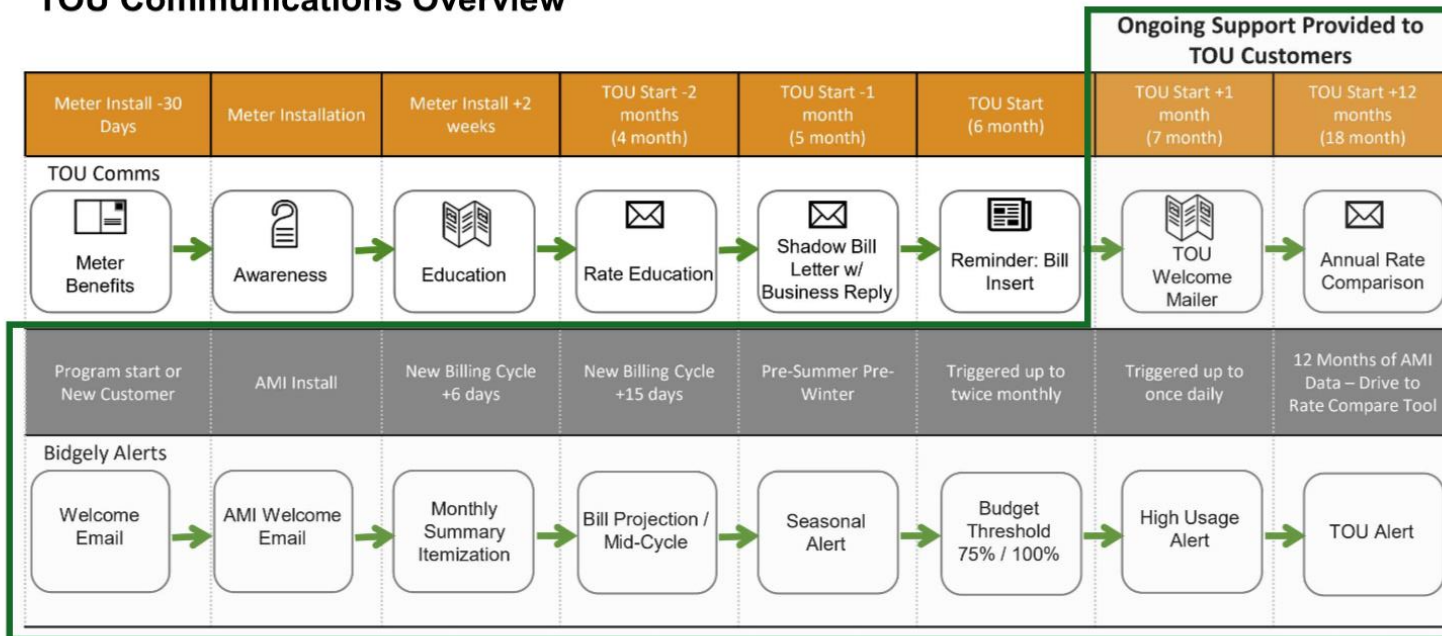 TOU Communications Overview
Ongoing Support Provided to
TOU Customers
Meter Install -30
Days
Meter Installation
Meter Install +2
weeks
TOU Start -2
months
(4 month)
TOU Start -1
month
(5 month)
TOU Start
(6 month)
TOU Start +1
month
(7 month)
TOU Start +12
months
(18 month)
TOU Comms
Meter
Benefits
Awareness
Education
Rate Education
Shadow Bill
Letter w/
Business Reply
Reminder: Bill
Insert
TOU
Welcome
Mailer
Annual Rate
Comparison
Program start or
New Customer
AMI Install
New Billing Cycle
+6 days
New Billing Cycle
+15 days
Pre-Summer Pre-
Winter
Triggered up to
twice monthly
Triggered up to
once daily
12 Months of AMI
Data – Drive to
Rate Compare Tool
Bidgely Alerts
Welcome
Email
AMI Welcome
Email
Monthly
Summary
Itemization
Bill Projection /
Mid-Cycle
Seasonal
Alert
Budget
Threshold
75% / 100%
High Usage
Alert
TOU Alert